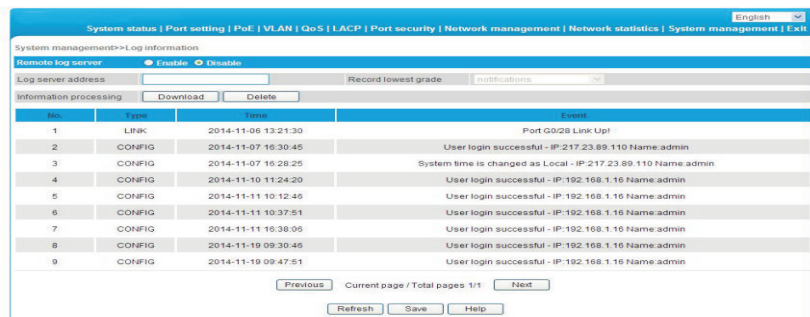 English
System status | Port setting | PoE | VLAN | QoS | LACP | Port security | Network management | Network statistics | System management | Exit
System management>>Log information
Remote log server Enable Disable
Log server address Record lowest grade notifications
Information processing Download Delete
No. Type Time Event
1 LINK 2014-11-06 13:21:30 Port G0/28 Link Up!
2 CONFIG 2014-11-07 16:30:45 User login successful - IP:217.23.89.110 Name:admin
3 CONFIG 2014-11-07 16:28:25 System time is changed as Local - IP:217.23.89.110 Name:admin
4 CONFIG 2014-11-10 11:24:20 User login successful - IP:192.168.1.16 Name:admin
5 CONFIG 2014-11-11 10:12:46 User login successful - IP:192.168.1.16 Name:admin
6 CONFIG 2014-11-11 10:37:51 User login successful - IP:192.168.1.16 Name:admin
7 CONFIG 2014-11-11 16:38:06 User login successful - IP:192.168.1.16 Name:admin
8 CONFIG 2014-11-19 09:30:46 User login successful - IP:192.168.1.16 Name:admin
9 CONFIG 2014-11-19 09:47:51 User login successful - IP:192.168.1.16 Name:admin
Previous Current page / Total pages 1/1 Next
Refresh Save Help